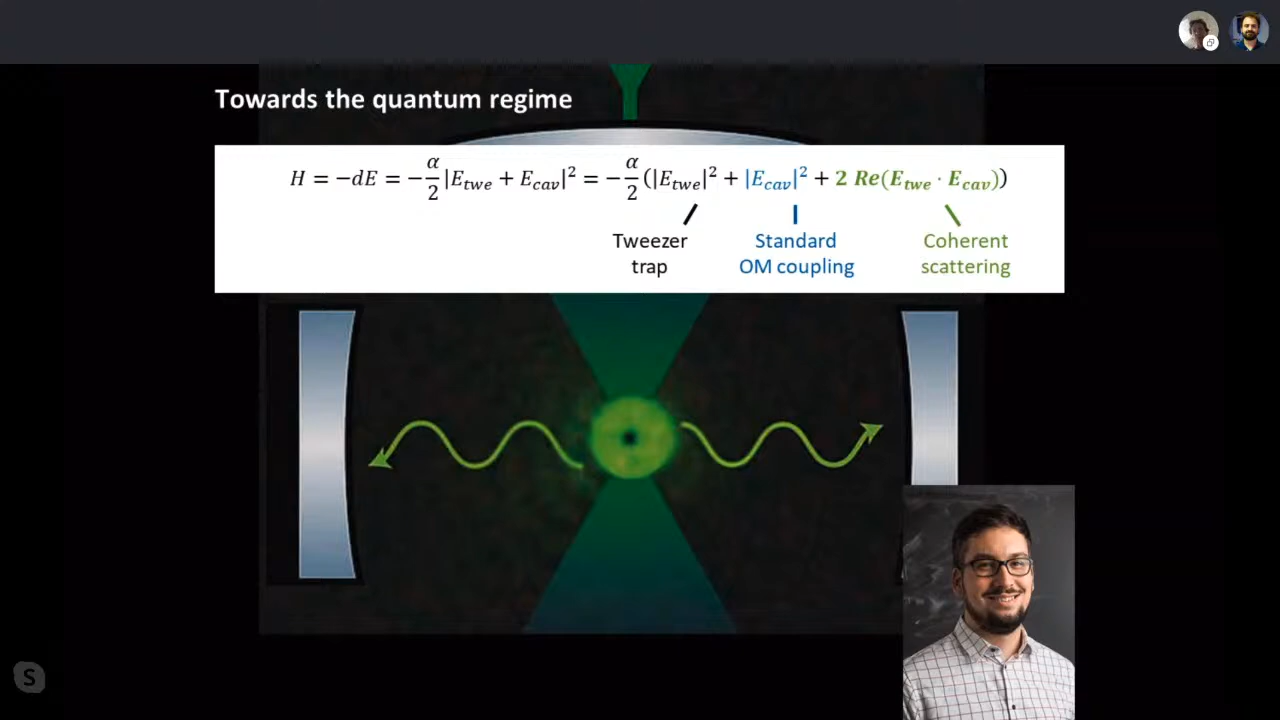 Towards the quantum regime
H = −dE = −α/2|E_twe + E_cav|² = −α/2(|E_twe|² + |E_cav|² + 2 Re(E_twe · E_cav))
Tweezer
trap
Standard
OM coupling
Coherent
scattering
S